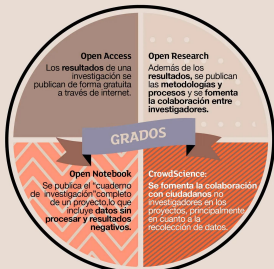 Open Access
Los resultados de una
investigación se
publican de forma gratuita
a través de internet.
Open Research
Además de los
resultados, se publican
las metodologías y
procesos y se fomenta
la colaboración entre
investigadores.
GRADOS
Open Notebook
Se publica el "cuaderno
de investigación"completo
de un proyecto,lo que
incluye datos sin
procesar y resultados
negativos.
CrowdScience:
Se fomenta la colaboración
con ciudadanos no
investigadores en los
proyectos, principalmente
en cuanto a la
recolección de datos.